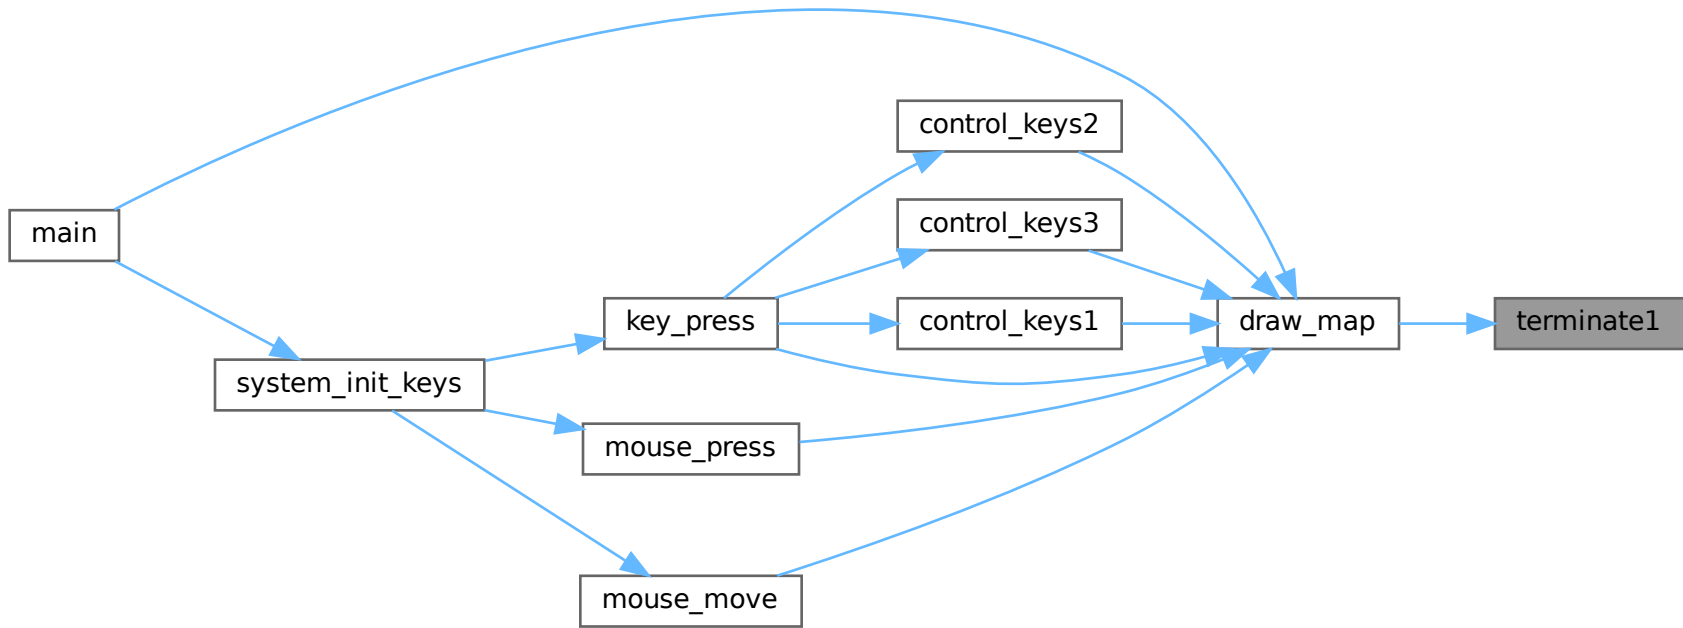 main
system_init_keys
key_press
mouse_press
mouse_move
control_keys2
control_keys3
control_keys1
draw_map
terminate1